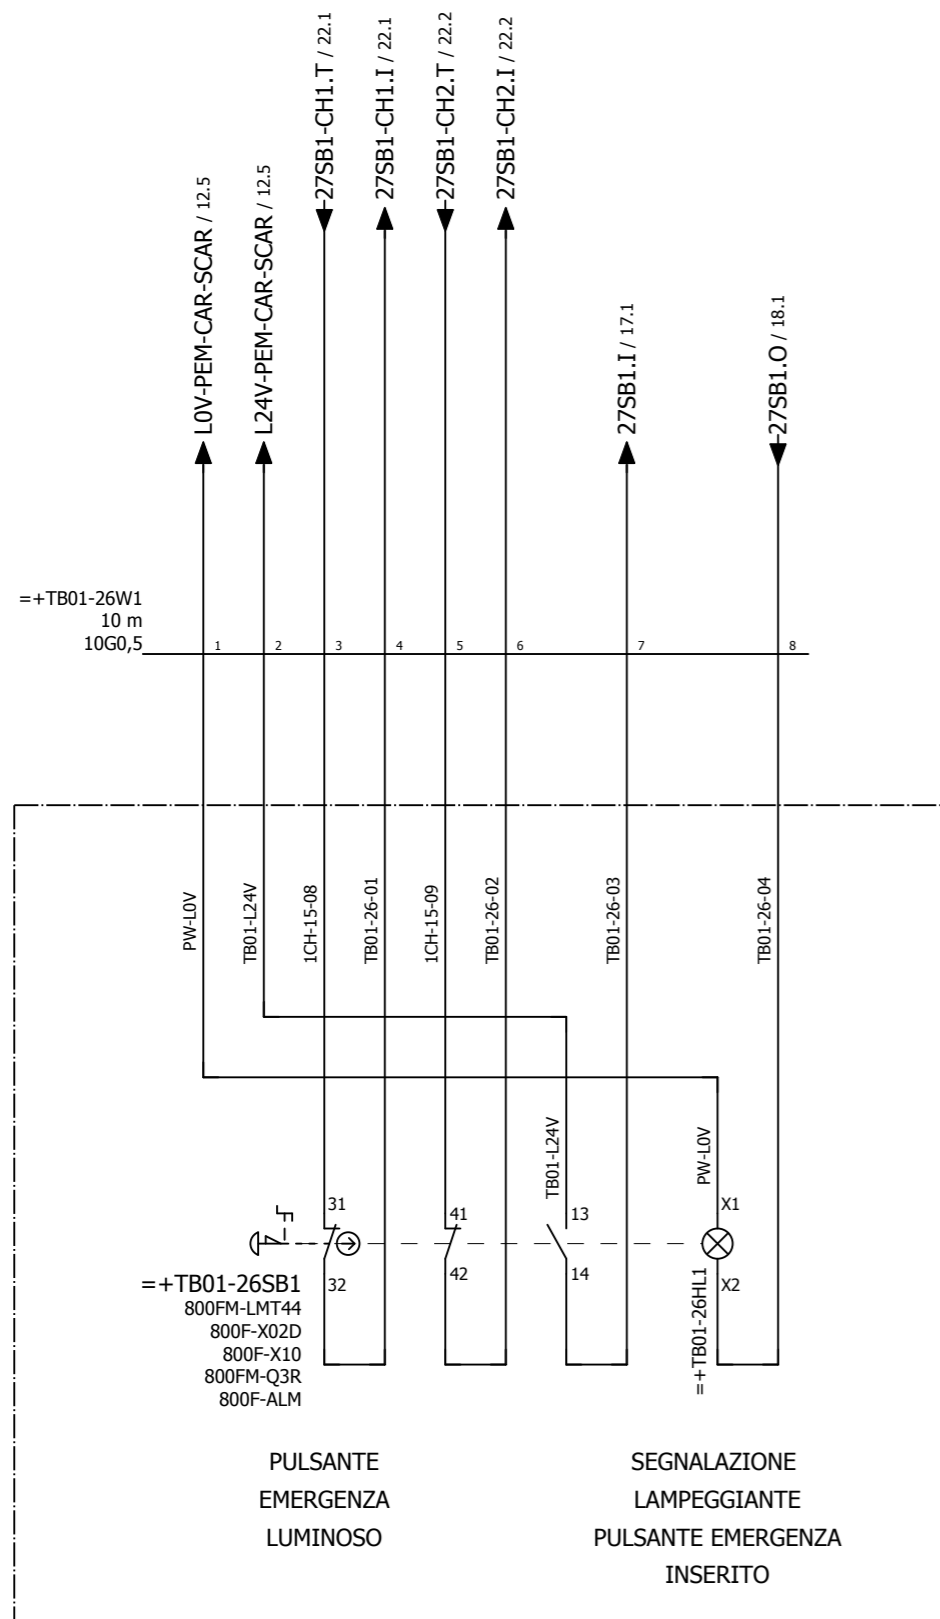 27SB1-CH1.T / 22.1
27SB1-CH1.I / 22.1
27SB1-CH2.T / 22.2
27SB1-CH2.I / 22.2
L0V-PEM-CAR-SCAR / 12.5
L24V-PEM-CAR-SCAR / 12.5
27SB1.I / 17.1
27SB1.O / 18.1
=+TB01-26W1
10 m
10G0,5
1 2 3 4 5 6 7 8
PW-L0V
TB01-L24V
1CH-15-08
TB01-26-01
1CH-15-09
TB01-26-02
TB01-26-03
TB01-26-04
TB01-L24V
PW-L0V
31
41
13
X1
32
42
14
X2
=+TB01-26SB1
800FM-LMT44
800F-X02D
800F-X10
800FM-Q3R
800F-ALM
=+TB01-26HL1
PULSANTE
EMERGENZA
LUMINOSO
SEGNALAZIONE
LAMPEGGIANTE
PULSANTE EMERGENZA
INSERITO